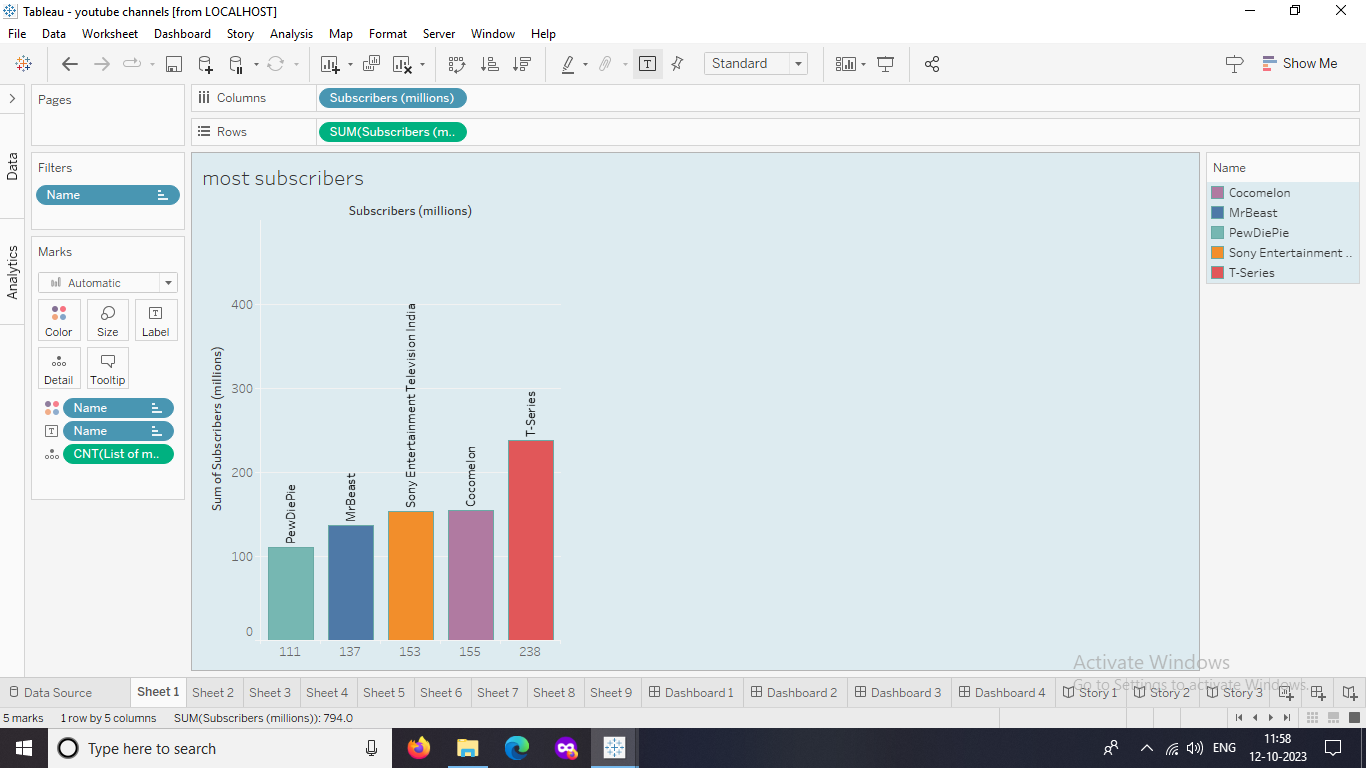 Tableau - youtube channels [from LOCALHOST]
File Data Worksheet Dashboard Story Analysis Map Format Server Window Help
Standard
Show Me
Pages
Columns
Subscribers (millions)
Rows
SUM(Subscribers (m..
Data
Analytics
Filters
Name
Marks
Automatic
Color Size Label
Detail Tooltip
Name
Name
CNT(List of m..
most subscribers
Subscribers (millions)
Sum of Subscribers (millions)
400
300
200
100
0
PewDiePie
MrBeast
Sony Entertainment Television India
Cocomelon
T-Series
111 137 153 155 238
Name
Cocomelon
MrBeast
PewDiePie
Sony Entertainment ..
T-Series
Activate Windows
Go to Settings to activate Windows.
Data Source Sheet 1 Sheet 2 Sheet 3 Sheet 4 Sheet 5 Sheet 6 Sheet 7 Sheet 8 Sheet 9 Dashboard 1 Dashboard 2 Dashboard 3 Dashboard 4 Story 1 Story 2 Story 3
5 marks 1 row by 5 columns SUM(Subscribers (millions)): 794.0
Type here to search
ENG
11:58
12-10-2023